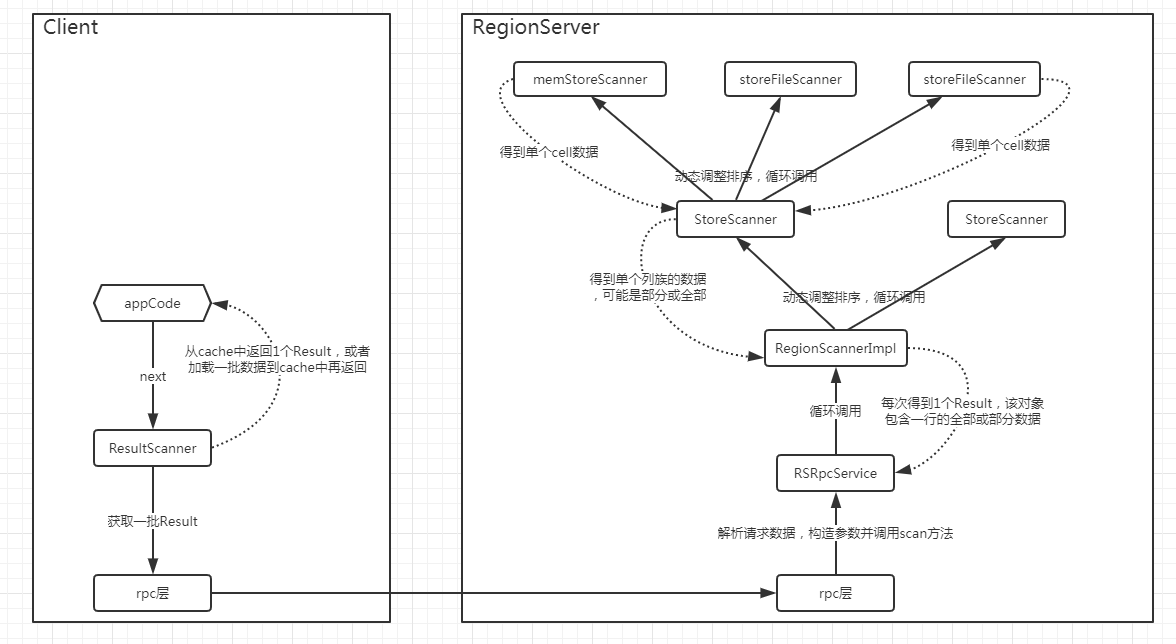 Client
appCode
从cache中返回1个Result，或者
加载一批数据到cache中再返回
next
ResultScanner
获取一批Result
rpc层
RegionServer
memStoreScanner
storeFileScanner
storeFileScanner
得到单个cell数据
得到单个cell数据
动态调整排序，循环调用
StoreScanner
StoreScanner
得到单个列族的数据
，可能是部分或全部
动态调整排序，循环调用
RegionScannerImpl
循环调用
每次得到1个Result，该对象
包含一行的全部或部分数据
RSRpcService
解析请求数据，构造参数并调用scan方法
rpc层